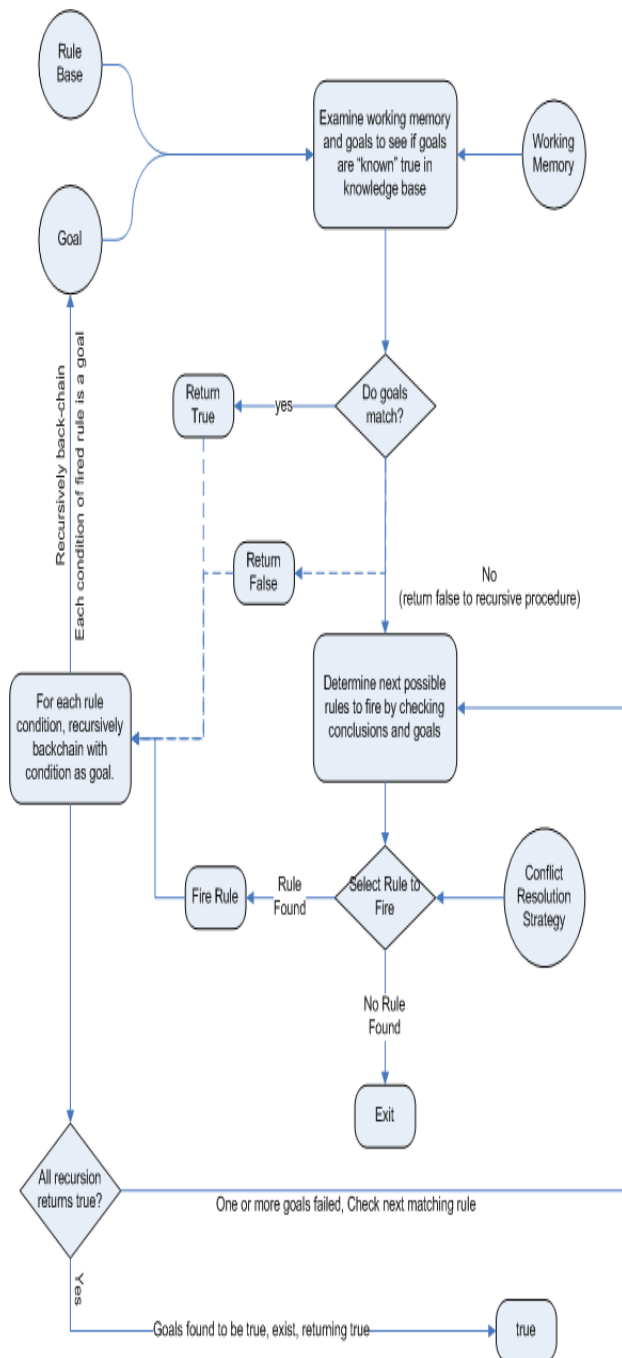 Rule
Base
Examine working memory
and goals to see if goals
are “known” true in
knowledge base
Working
Memory
Goal
Recursively back-chain
Each condition of fired rule is a goal
Return
True
yes
Do goals
match?
Return
False
No
(return false to recursive procedure)
For each rule
condition, recursively
backchain with
condition as goal.
Determine next possible
rules to fire by checking
conclusions and goals
Fire Rule
Rule
Found
Select Rule to
Fire
Conflict
Resolution
Strategy
No Rule
Found
Exit
All recursion
returns true?
One or more goals failed, Check next matching rule
Yes
Goals found to be true, exist, returning true
true